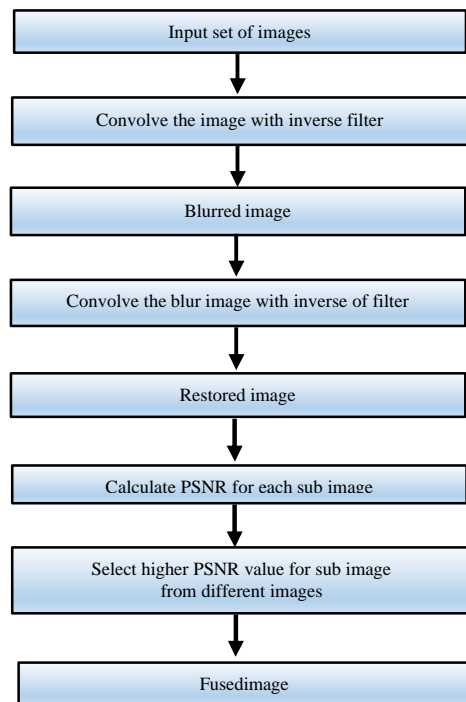 Input set of images
Convolve the image with inverse filter
Blurred image
Convolve the blur image with inverse of filter
Restored image
Calculate PSNR for each sub image
Select higher PSNR value for sub image
from different images
Fusedimage